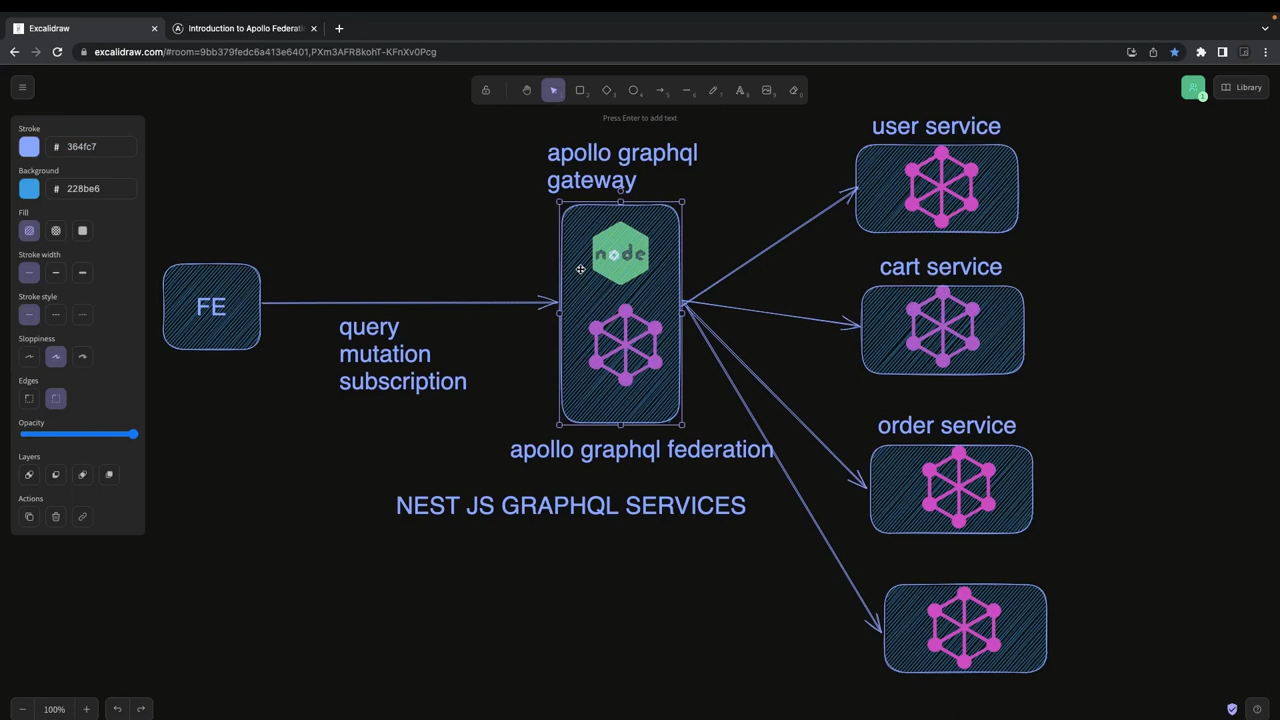 Excalidraw
Introduction to Apollo Federati
excalidraw.com/#room=9bb379fedc6a413e6401,PXm3AFR8kohT-KFnXv0Pcg
Library
Press Enter to add text
Stroke
# 364fc7
Background
# 228be6
Fill
Stroke width
Stroke style
Sloppiness
Edges
Opacity
Layers
Actions
100%
FE
query
mutation
subscription
apollo graphql
gateway
node
apollo graphql federation
NEST JS GRAPHQL SERVICES
user service
cart service
order service